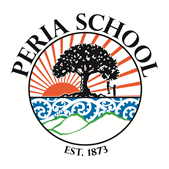 PERIA SCHOOL
EST. 1873